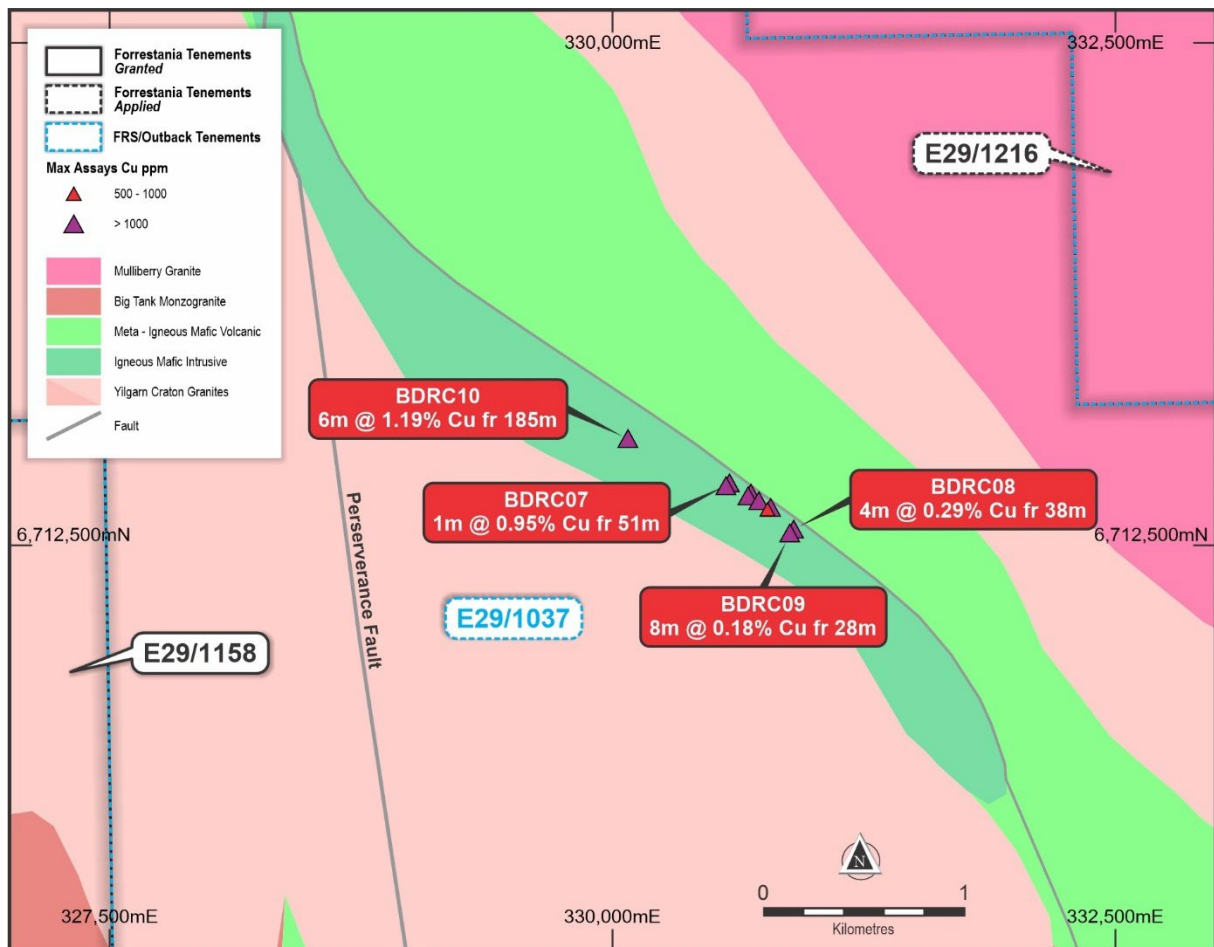 330,000mE
332,500mE
Forrestania Tenements
Granted
Forrestania Tenements
Applied
FRS/Outback Tenements
Max Assays Cu ppm
500 - 1000
> 1000
Mulliberry Granite
Big Tank Monzogranite
Meta - Igneous Mafic Volcanic
Igneous Mafic Intrusive
Yilgarn Craton Granites
Fault
E29/1216
BDRC10
6m @ 1.19% Cu fr 185m
BDRC07
1m @ 0.95% Cu fr 51m
BDRC08
4m @ 0.29% Cu fr 38m
6,712,500mN
6,712,500mN
Perserverance Fault
BDRC09
8m @ 0.18% Cu fr 28m
E29/1037
E29/1158
N
0
1
Kilometres
327,500mE
330,000mE
332,500mE